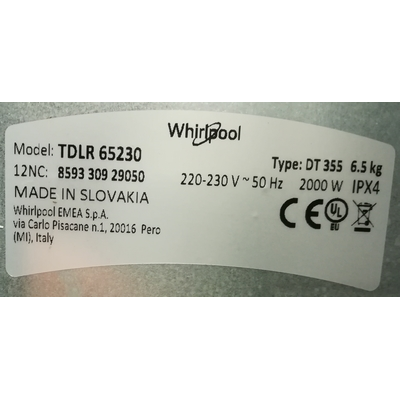 Whirlpool
Model: TDLR 65230
Type: DT 355 6.5 kg
12NC: 8593 309 29050
220-230 V ~ 50 Hz 2000 W IPX4
MADE IN SLOVAKIA
Whirlpool EMEA S.p.A.
via Carlo Pisacane n.1, 20016 Pero
(MI), Italy
CE
EU